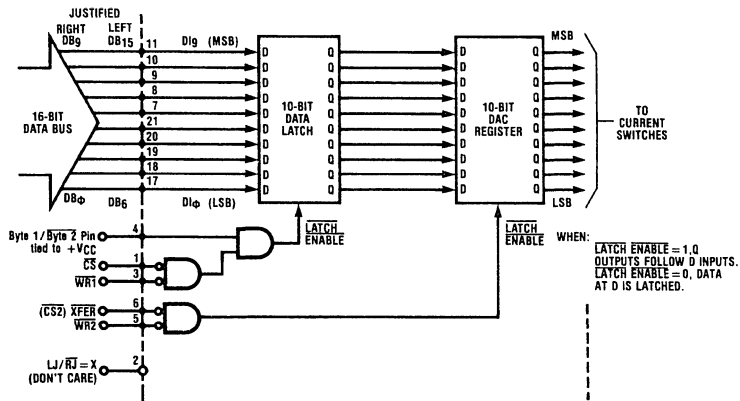 JUSTIFIED
RIGHT LEFT
DB9 DB15 11 DI9 (MSB) D Q D Q MSB
10 D Q D Q
9 D Q D Q
8 D Q D Q
7 D Q D Q
21 D Q D Q
20 D Q D Q
19 D Q D Q
18 D Q D Q
17 D Q D Q
DBΦ DB6 DIΦ (LSB) LSB
16-BIT
DATA BUS
10-BIT
DATA
LATCH
10-BIT
DAC
REGISTER
TO
CURRENT
SWITCHES
Byte 1/Byte 2 Pin 4
tied to +VCC
LATCH
ENABLE
LATCH
ENABLE
CS 1
WR1 3
(CS2) XFER 6
WR2 5
LJ/RJ = X 2
(DON'T CARE)
WHEN:
LATCH ENABLE = 1, Q
OUTPUTS FOLLOW D INPUTS.
LATCH ENABLE = 0, DATA
AT D IS LATCHED.